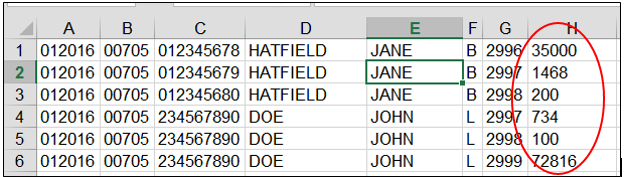 A B C D E F G H
1 012016 00705 012345678 HATFIELD JANE B 2996 35000
2 012016 00705 012345679 HATFIELD JANE B 2997 1468
3 012016 00705 012345680 HATFIELD JANE B 2998 200
4 012016 00705 234567890 DOE JOHN L 2997 734
5 012016 00705 234567890 DOE JOHN L 2998 100
6 012016 00705 234567890 DOE JOHN L 2999 72816